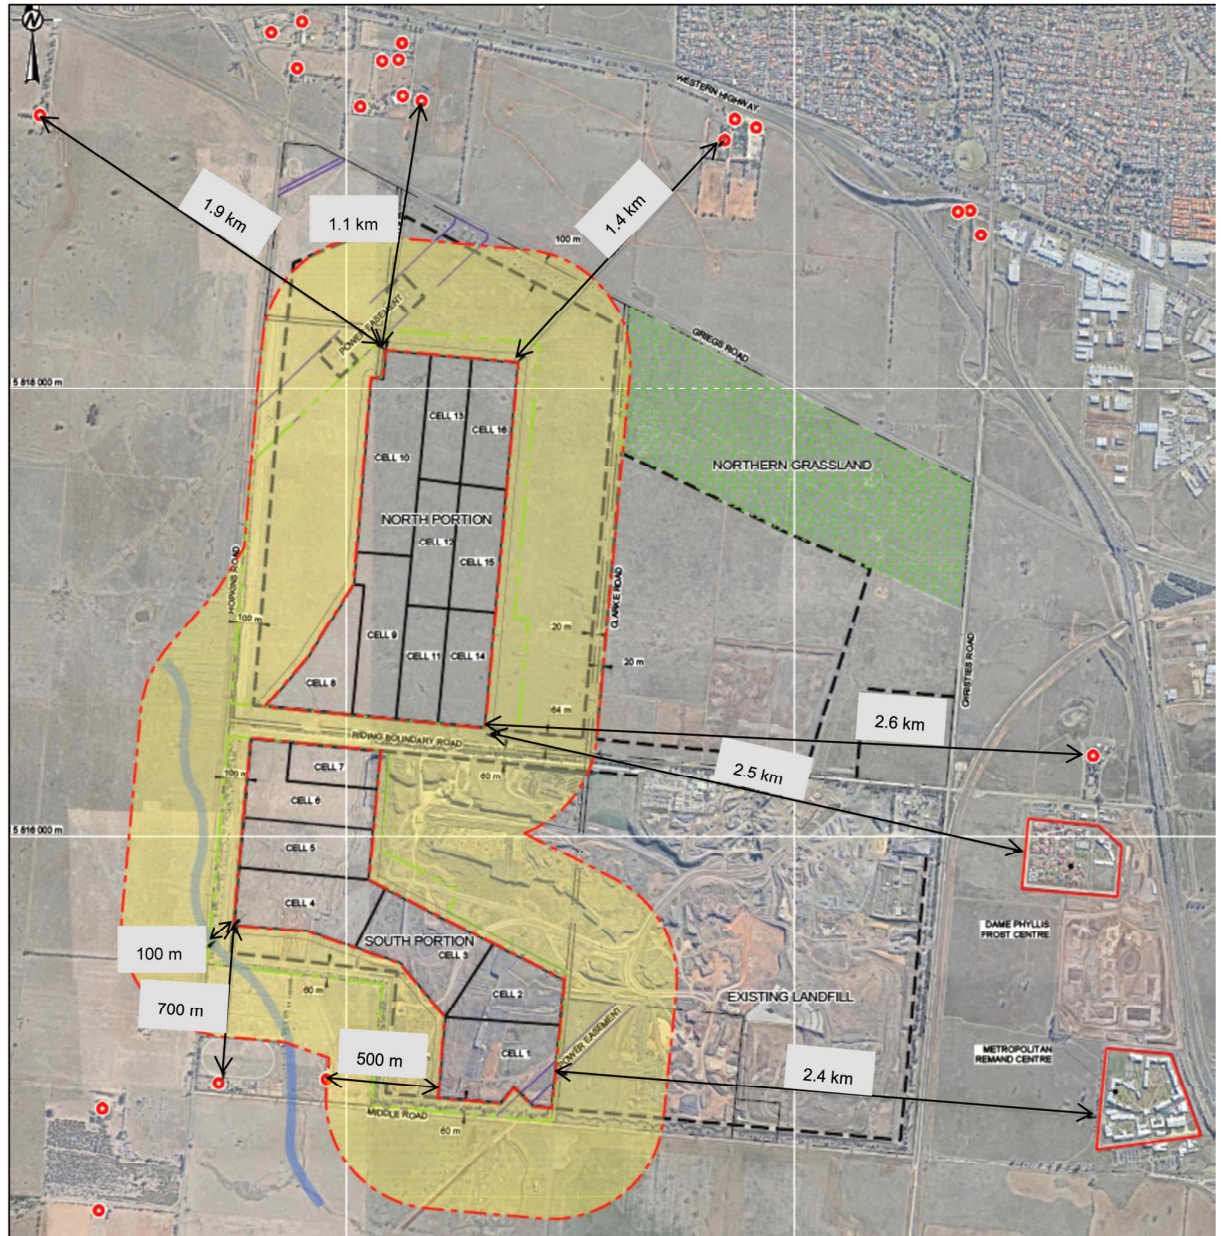 N
WESTERN HIGHWAY
1.9 km
1.1 km
1.4 km
100 m
POWER EASEMENT
GREIGS ROAD
5 818 000 m
CELL 13
CELL 16
CELL 10
NORTHERN GRASSLAND
NORTH PORTION
CELL 12
CELL 15
HOPKINS ROAD
CLARKE ROAD
100 m
20 m
CELL 9
CELL 11
CELL 14
20 m
CELL 8
CHRISTIES ROAD
64 m
2.6 km
RIDING BOUNDARY ROAD
2.5 km
100 m
CELL 7
60 m
CELL 6
5 816 000 m
CELL 5
CELL 4
DAME PHYLLIS
FROST CENTRE
SOUTH PORTION
CELL 3
100 m
60 m
CELL 2
EXISTING LANDFILL
700 m
POWER EASEMENT
500 m
CELL 1
METROPOLITAN
REMAND CENTRE
2.4 km
MIDDLE ROAD
60 m